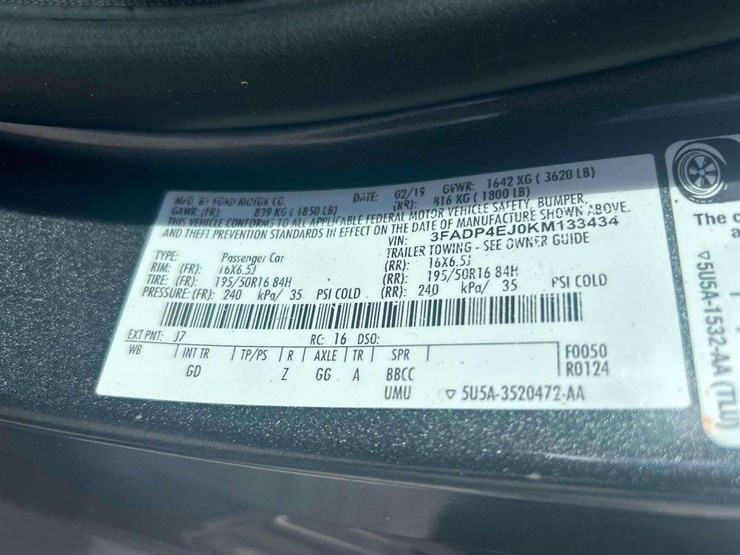 MFD. BY FORD MOTOR CO. DATE: 02/19 GVWR: 1642 KG ( 3620 LB)
GAWR: (FR): 839 KG ( 1850 LB) (RR): 816 KG ( 1800 LB)
THIS VEHICLE CONFORMS TO ALL APPLICABLE FEDERAL MOTOR VEHICLE SAFETY, BUMPER,
AND THEFT PREVENTION STANDARDS IN EFFECT ON THE DATE OF MANUFACTURE SHOWN ABOVE.
VIN: 3FADP4EJ0KM133434
TYPE: Passenger Car TRAILER TOWING - SEE OWNER GUIDE
RIM: (FR): 16X6.5J (RR): 16X6.5J
TIRE: (FR): 195/50R16 84H (RR): 195/50R16 84H
PRESSURE:(FR): 240 kPa/ 35 PSI COLD (RR): 240 kPa/ 35 PSI COLD
EXT PNT: J7 RC: 16 DSO:
WB INT TR TP/PS R AXLE TR SPR F0050
GD Z GG A BBCC R0124
UMU 5U5A-3520472-AA
The c
5U5A-1532-AA (TLU)